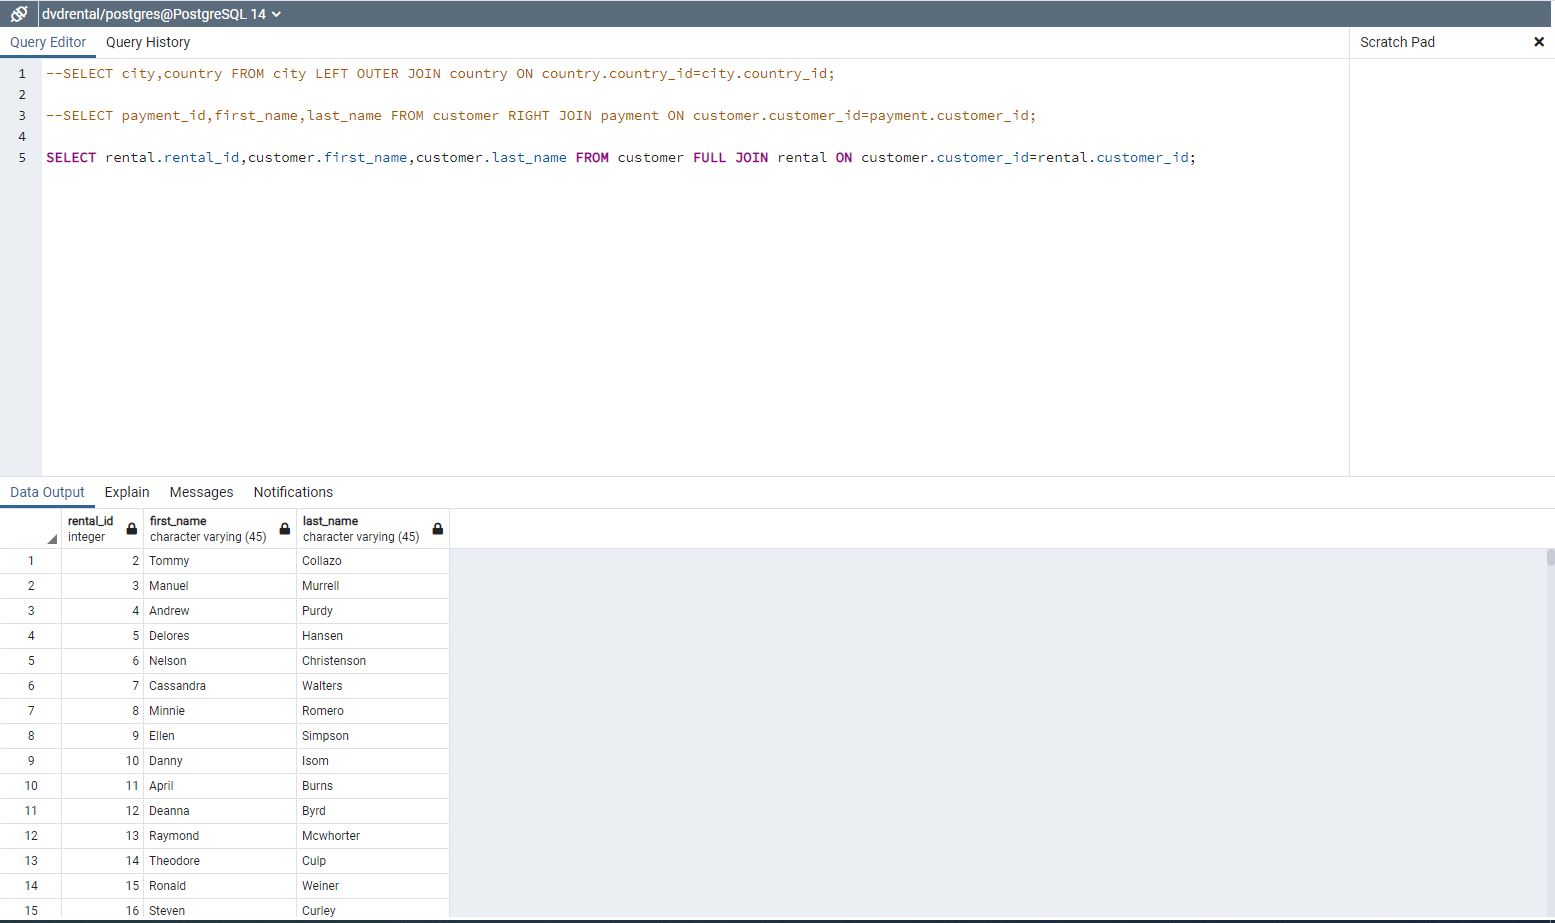 dvdrental/postgres@PostgreSQL 14
Query Editor Query History Scratch Pad
1 --SELECT city,country FROM city LEFT OUTER JOIN country ON country.country_id=city.country_id;
2
3 --SELECT payment_id,first_name,last_name FROM customer RIGHT JOIN payment ON customer.customer_id=payment.customer_id;
4
5 SELECT rental.rental_id,customer.first_name,customer.last_name FROM customer FULL JOIN rental ON customer.customer_id=rental.customer_id;
Data Output Explain Messages Notifications
rental_id first_name last_name
integer character varying (45) character varying (45)
1 2 Tommy Collazo
2 3 Manuel Murrell
3 4 Andrew Purdy
4 5 Delores Hansen
5 6 Nelson Christenson
6 7 Cassandra Walters
7 8 Minnie Romero
8 9 Ellen Simpson
9 10 Danny Isom
10 11 April Burns
11 12 Deanna Byrd
12 13 Raymond Mcwhorter
13 14 Theodore Culp
14 15 Ronald Weiner
15 16 Steven Curley